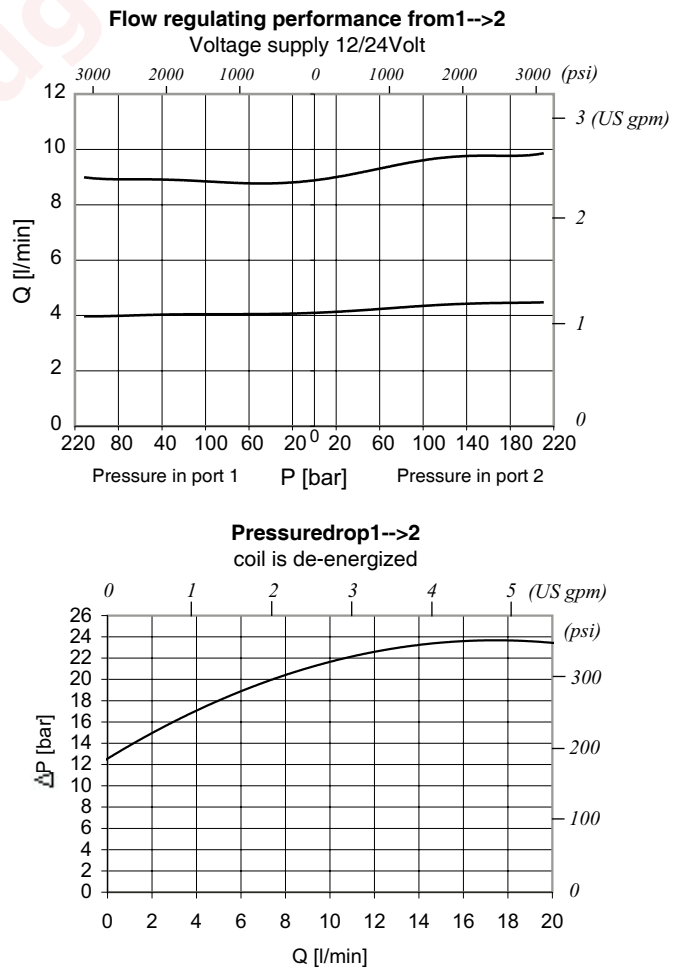 Flow regulating performance from1-->2
Voltage supply 12/24Volt
3000 2000 1000 0 1000 2000 3000 (psi)
12
10
8
6
4
2
0
Q [l/min]
3 (US gpm)
2
1
0
220 80 40 100 60 20 0 20 60 100 140 180 220
Pressure in port 1 P [bar] Pressure in port 2
Pressuredrop1-->2
coil is de-energized
0 1 2 3 4 5 (US gpm)
26
24
22
20
18
16
14
12
10
8
6
4
2
0
ΔP [bar]
(psi)
300
200
100
0
0 2 4 6 8 10 12 14 16 18 20
Q [l/min]